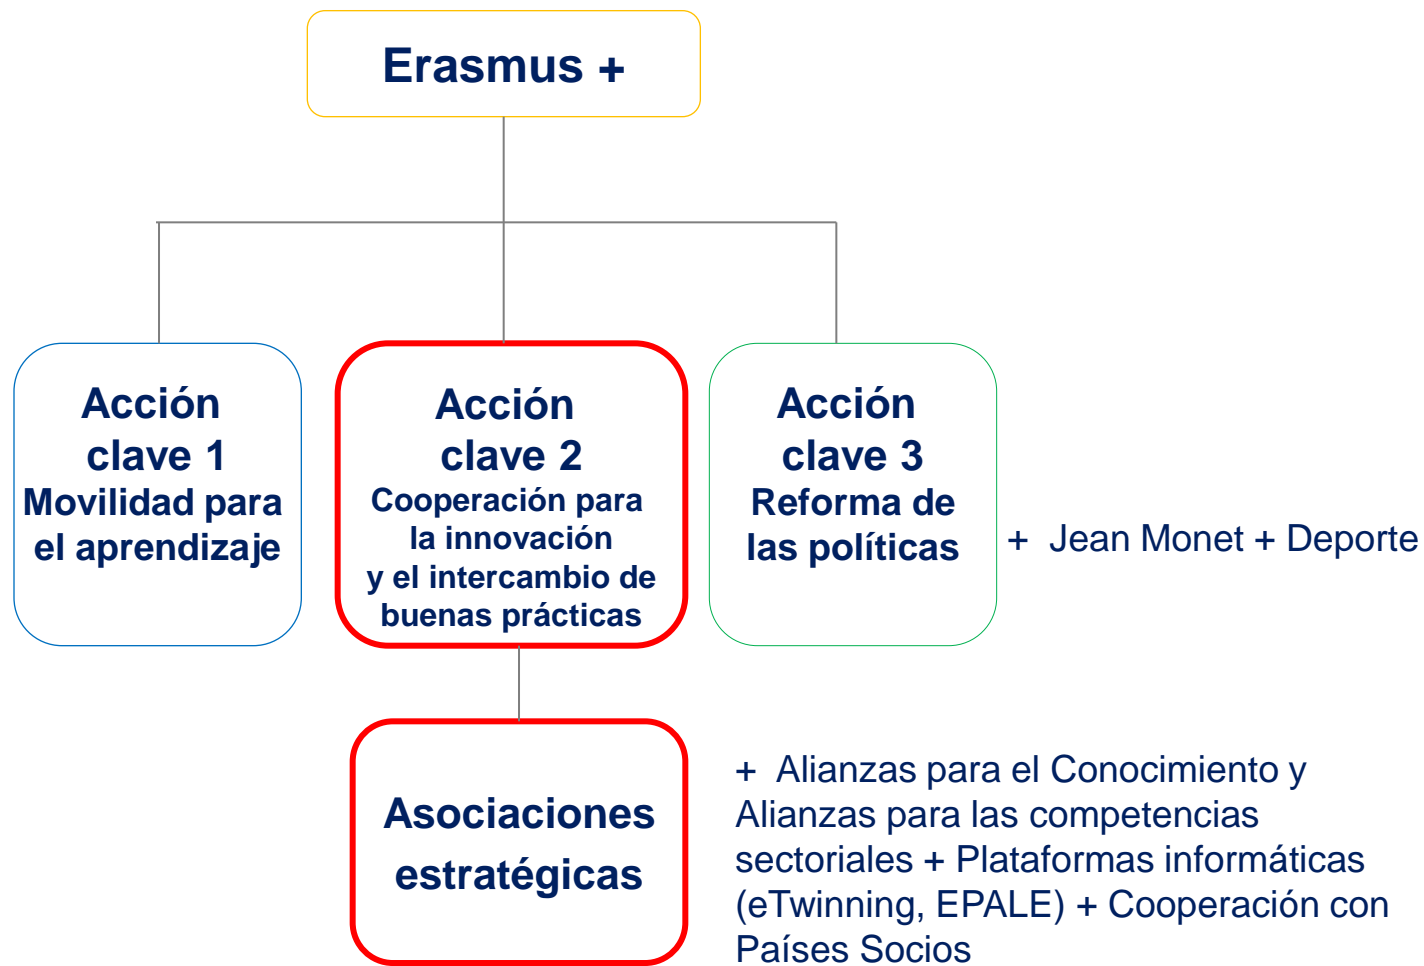 Erasmus +
Acción
clave 1
Movilidad para
el aprendizaje
Acción
clave 2
Cooperación para
la innovación
y el intercambio de
buenas prácticas
Acción
clave 3
Reforma de
las políticas
+ Jean Monet + Deporte
Asociaciones
estratégicas
+ Alianzas para el Conocimiento y
Alianzas para las competencias
sectoriales + Plataformas informáticas
(eTwinning, EPALE) + Cooperación con
Países Socios